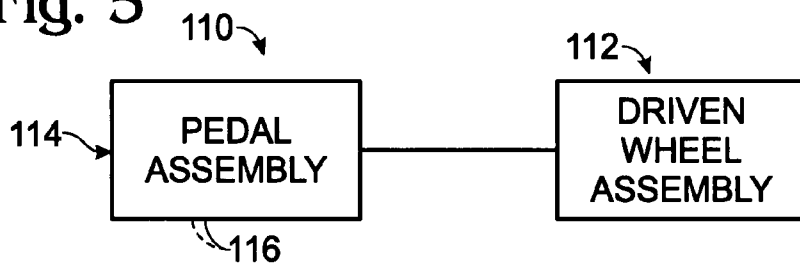 Fig. 5
110
112
114
PEDAL
ASSEMBLY
DRIVEN
WHEEL
ASSEMBLY
116